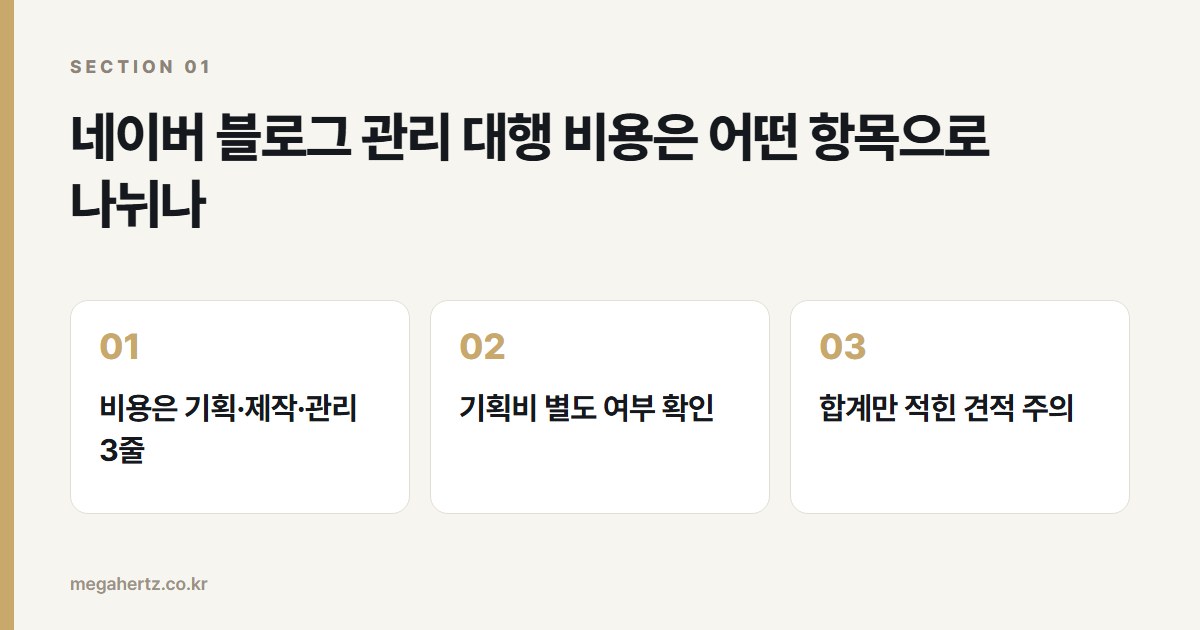 SECTION 01
네이버 블로그 관리 대행 비용은 어떤 항목으로
나뉘나
01
비용은 기획·제작·관리
3줄
02
기획비 별도 여부 확인
03
합계만 적힌 견적 주의
megahertz.co.kr